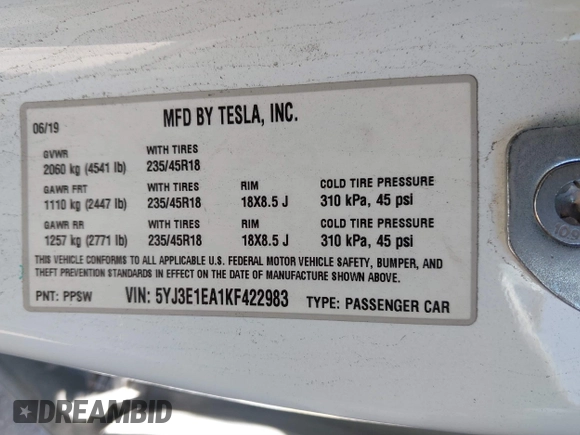 06/19
MFD BY TESLA, INC.
GVWR WITH TIRES
2060 kg (4541 lb) 235/45R18
GAWR FRT WITH TIRES RIM COLD TIRE PRESSURE
1110 kg (2447 lb) 235/45R18 18X8.5 J 310 kPa, 45 psi
GAWR RR WITH TIRES RIM COLD TIRE PRESSURE
1257 kg (2771 lb) 235/45R18 18X8.5 J 310 kPa, 45 psi
THIS VEHICLE CONFORMS TO ALL APPLICABLE U.S. FEDERAL MOTOR VEHICLE SAFETY, BUMPER, AND
THEFT PREVENTION STANDARDS IN EFFECT ON THE DATE OF MANUFACTURE SHOWN ABOVE.
PNT: PPSW VIN: 5YJ3E1EA1KF422983 TYPE: PASSENGER CAR
DREAMBID